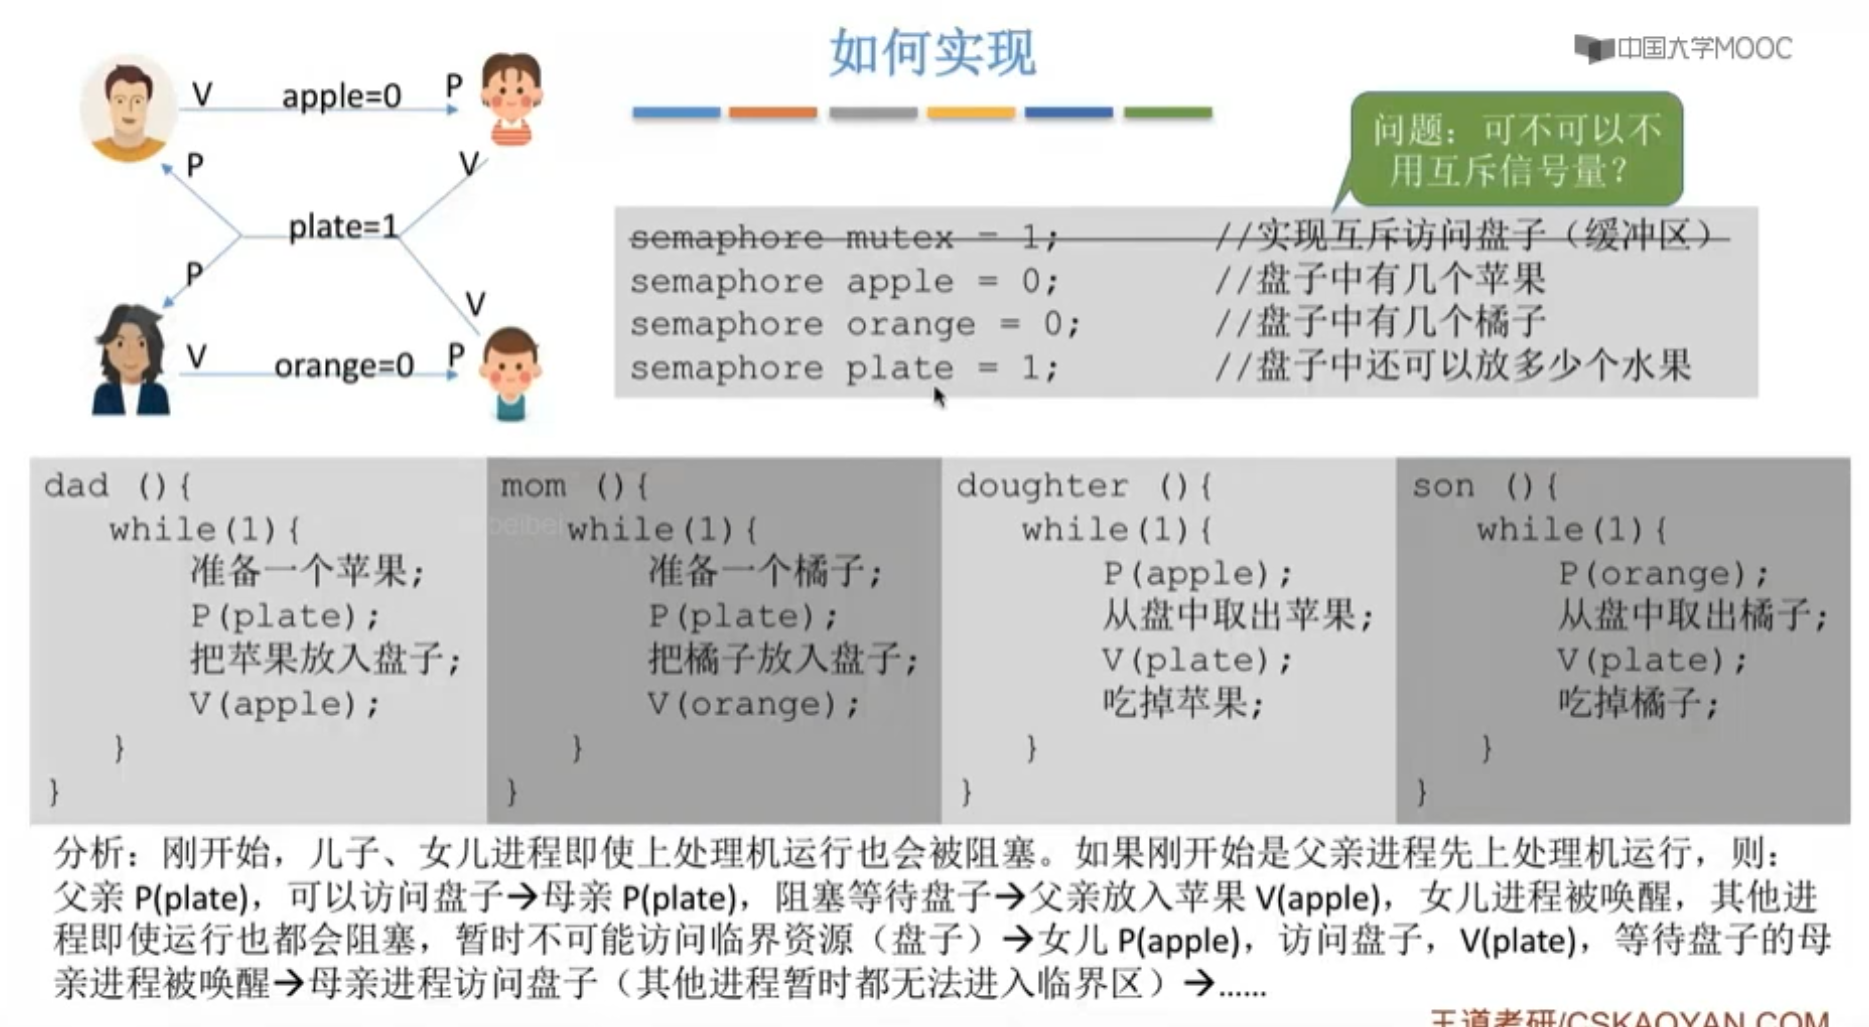 如何实现
中国大学MOOC
V apple=0 P
P V
plate=1
P V
V orange=0 P
问题：可不可以不
用互斥信号量？
semaphore mutex = 1; //实现互斥访问盘子（缓冲区）
semaphore apple = 0; //盘子中有几个苹果
semaphore orange = 0; //盘子中有几个橘子
semaphore plate = 1; //盘子中还可以放多少个水果
dad (){
while(1){
准备一个苹果;
P(plate);
把苹果放入盘子;
V(apple);
}
}
mom (){
while(1){
准备一个橘子;
P(plate);
把橘子放入盘子;
V(orange);
}
}
doughter (){
while(1){
P(apple);
从盘中取出苹果;
V(plate);
吃掉苹果;
}
}
son (){
while(1){
P(orange);
从盘中取出橘子;
V(plate);
吃掉橘子;
}
}
分析：刚开始，儿子、女儿进程即使上处理机运行也会被阻塞。如果刚开始是父亲进程先上处理机运行，则：
父亲 P(plate)，可以访问盘子→母亲 P(plate)，阻塞等待盘子→父亲放入苹果 V(apple)，女儿进程被唤醒，其他进
程即使运行也都会阻塞，暂时不可能访问临界资源（盘子）→女儿 P(apple)，访问盘子，V(plate)，等待盘子的母
亲进程被唤醒→母亲进程访问盘子（其他进程暂时都无法进入临界区）→......
王道考研/CSKAOYAN.COM